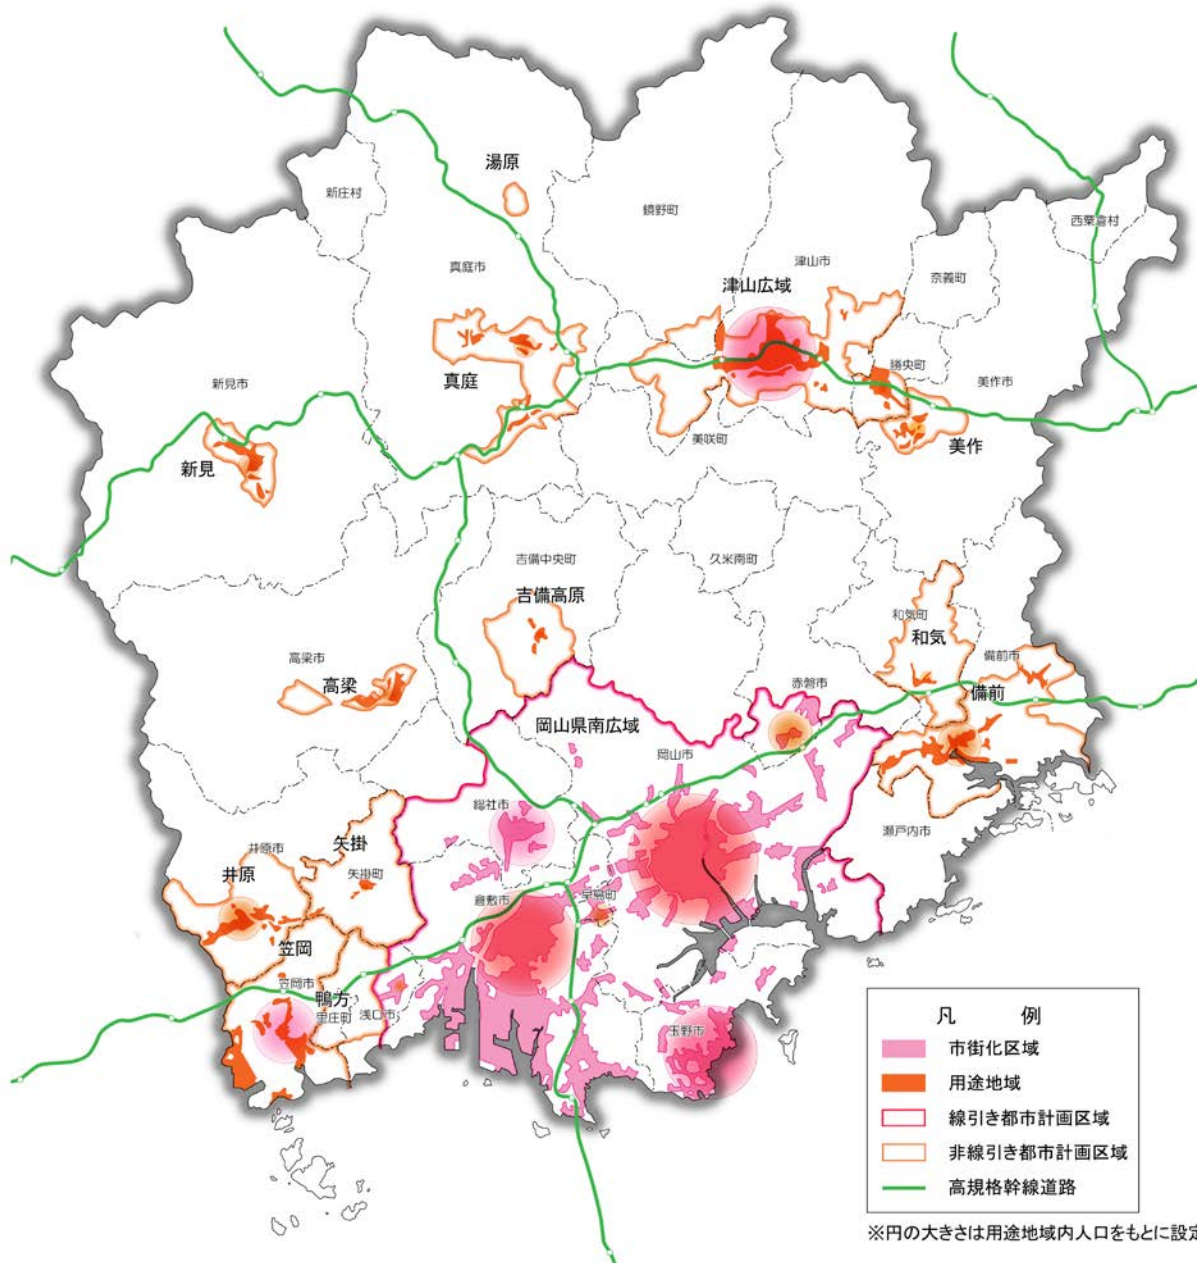 湯原
新庄村
鏡野町
西粟倉村
真庭市
津山市
奈義町
津山広域
勝央町
美作市
新見市
真庭
美咲町
美作
新見
吉備中央町
久米南町
吉備高原
和気町
和気
高梁市
備前市
高梁
赤磐市
備前
岡山県南広域
岡山市
総社市
瀬戸内市
矢掛
井原市
井原
矢掛町
倉敷市
早島町
笠岡
笠岡市
鴨方
里庄町
浅口市
玉野市
凡 例
市街化区域
用途地域
線引き都市計画区域
非線引き都市計画区域
高規格幹線道路
※円の大きさは用途地域内人口をもとに設定